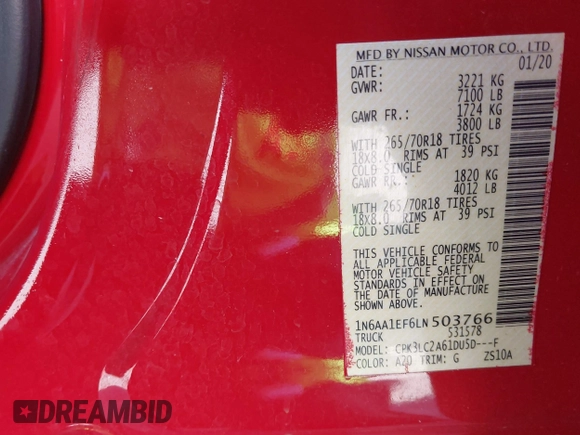 MFD BY NISSAN MOTOR CO., LTD.
DATE: 01/20
GVWR: 3221 KG
7100 LB
GAWR FR.: 1724 KG
3800 LB
WITH 265/70R18 TIRES
18x8.0 RIMS AT 39 PSI
COLD SINGLE
GAWR RR.: 1820 KG
4012 LB
WITH 265/70R18 TIRES
18x8.0 RIMS AT 39 PSI
COLD SINGLE
THIS VEHICLE CONFORMS TO
ALL APPLICABLE FEDERAL
MOTOR VEHICLE SAFETY
STANDARDS IN EFFECT ON
THE DATE OF MANUFACTURE
SHOWN ABOVE.
1N6AA1EF6LN503766
TRUCK 531578
MODEL: CPK3LC2A61DU5D---F
COLOR: A20 TRIM: G ZS10A
DREAMBID